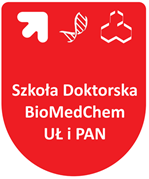 Szkoła Doktorska
BioMedChem
UŁ i PAN